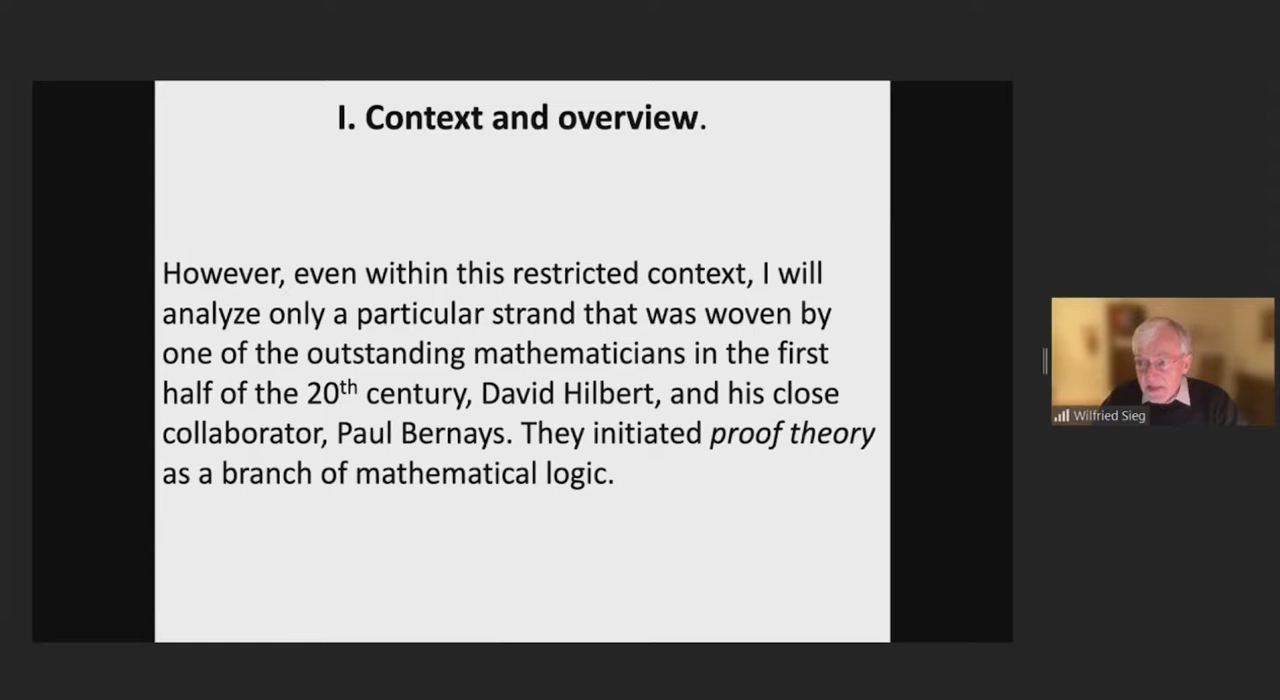 I. Context and overview.
However, even within this restricted context, I will
analyze only a particular strand that was woven by
one of the outstanding mathematicians in the first
half of the 20th century, David Hilbert, and his close
collaborator, Paul Bernays. They initiated proof theory
as a branch of mathematical logic.
Wilfried Sieg